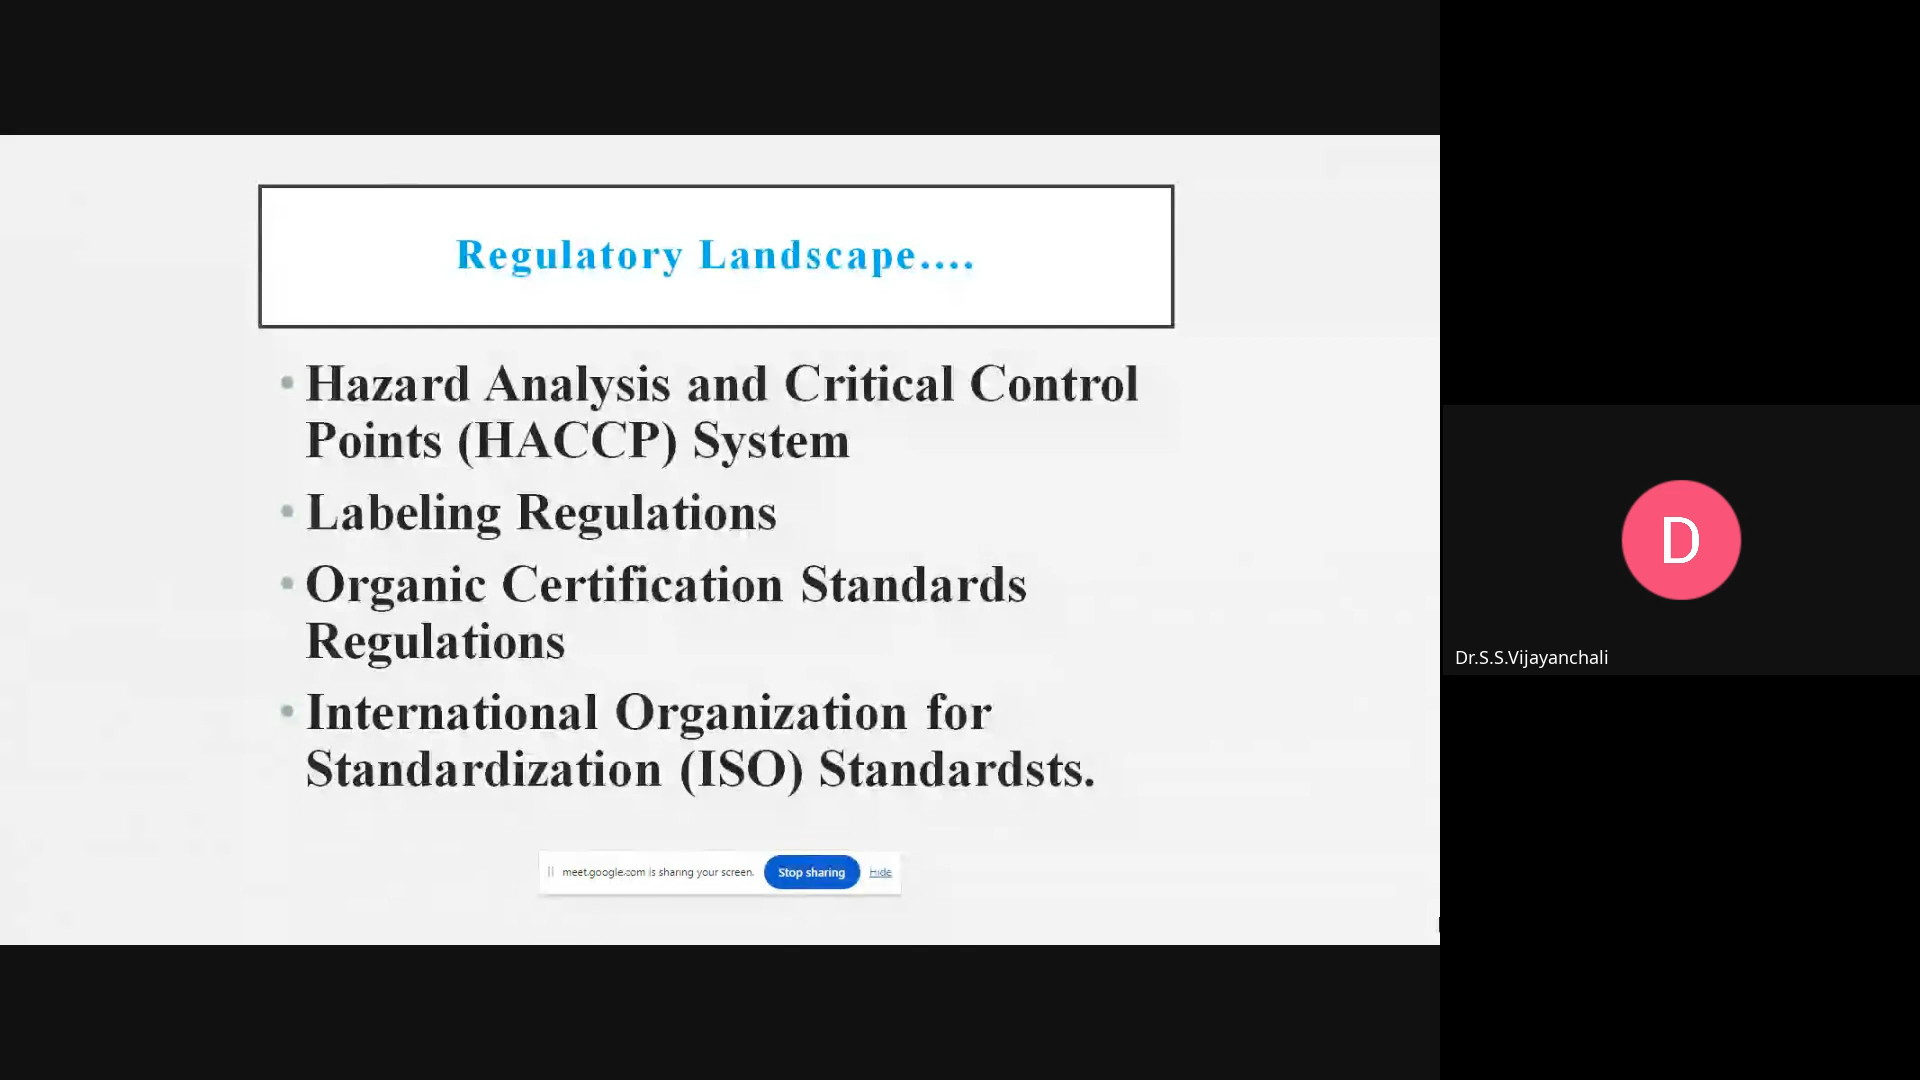 Regulatory Landscape....
• Hazard Analysis and Critical Control
Points (HACCP) System
• Labeling Regulations
• Organic Certification Standards
Regulations
• International Organization for
Standardization (ISO) Standardsts.
meet.google.com is sharing your screen. Stop sharing Hide
D
Dr.S.S.Vijayanchali